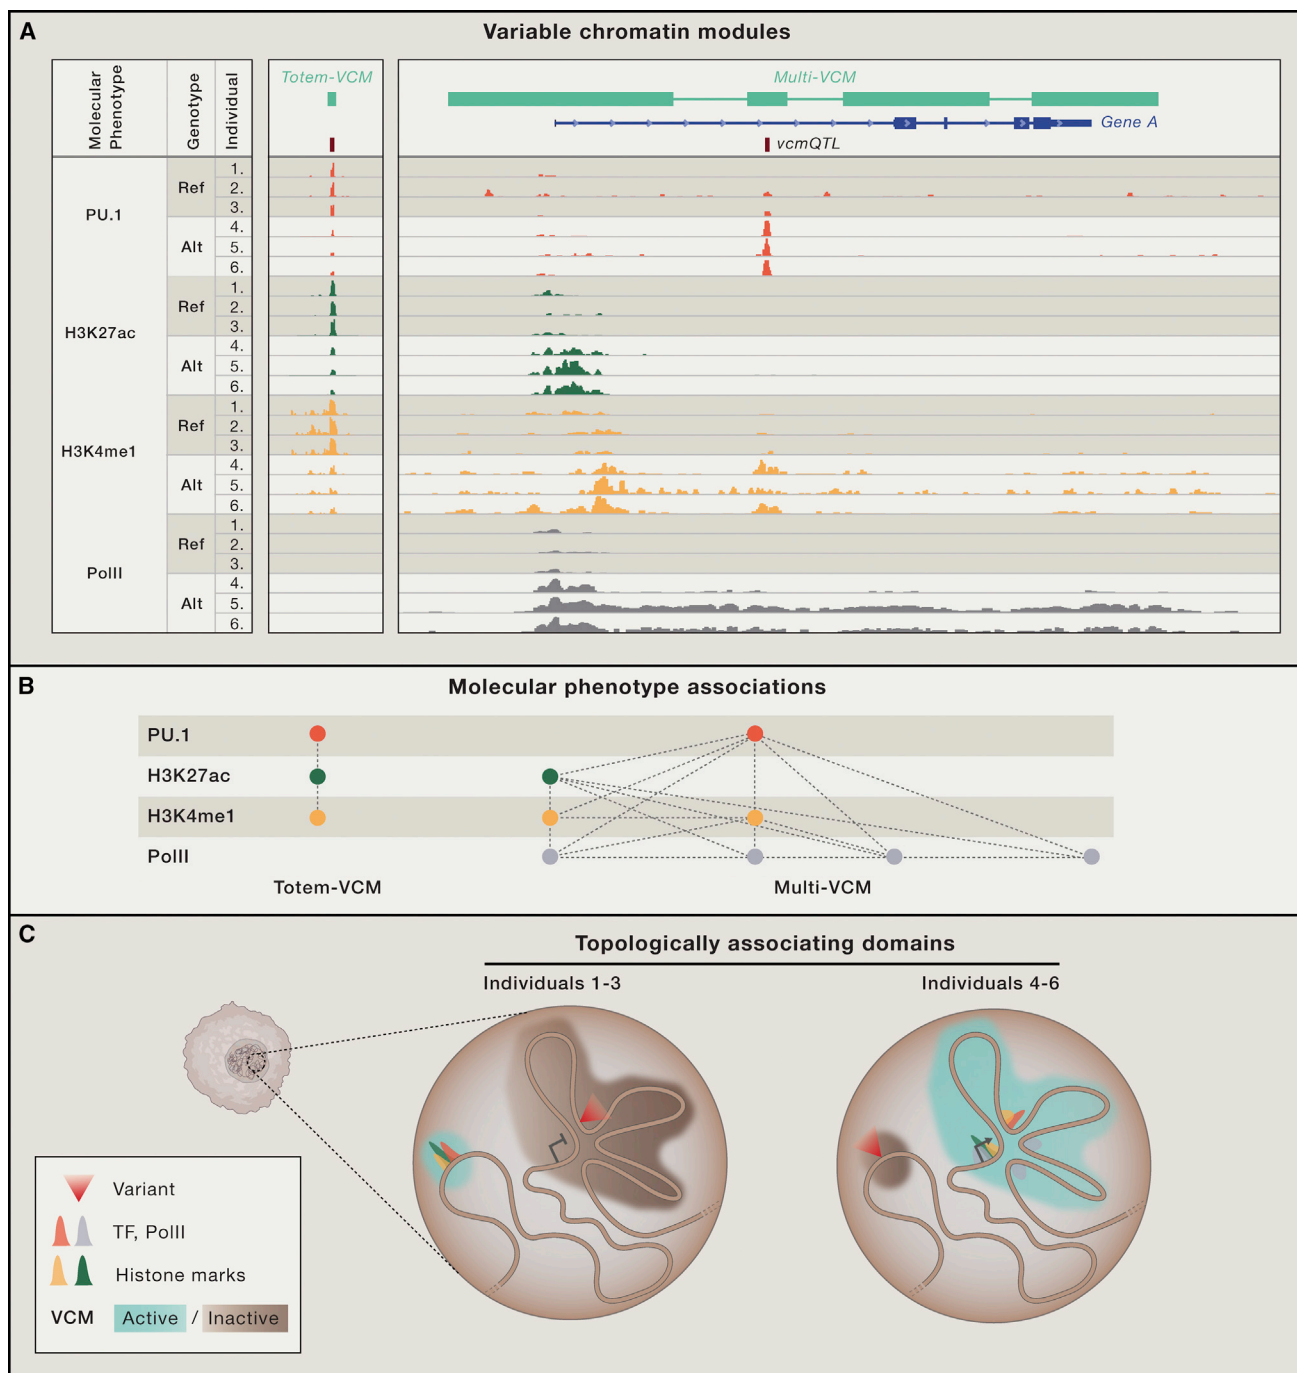 A
Variable chromatin modules
Molecular
Phenotype
Genotype
Individual
Totem-VCM
Multi-VCM
Gene A
vcmQTL
PU.1
Ref
1.
2.
3.
Alt
4.
5.
6.
H3K27ac
Ref
1.
2.
3.
Alt
4.
5.
6.
H3K4me1
Ref
1.
2.
3.
Alt
4.
5.
6.
PolII
Ref
1.
2.
3.
Alt
4.
5.
6.
B
Molecular phenotype associations
PU.1
H3K27ac
H3K4me1
PolII
Totem-VCM
Multi-VCM
C
Topologically associating domains
Individuals 1-3
Individuals 4-6
Variant
TF, PolII
Histone marks
VCM Active / Inactive